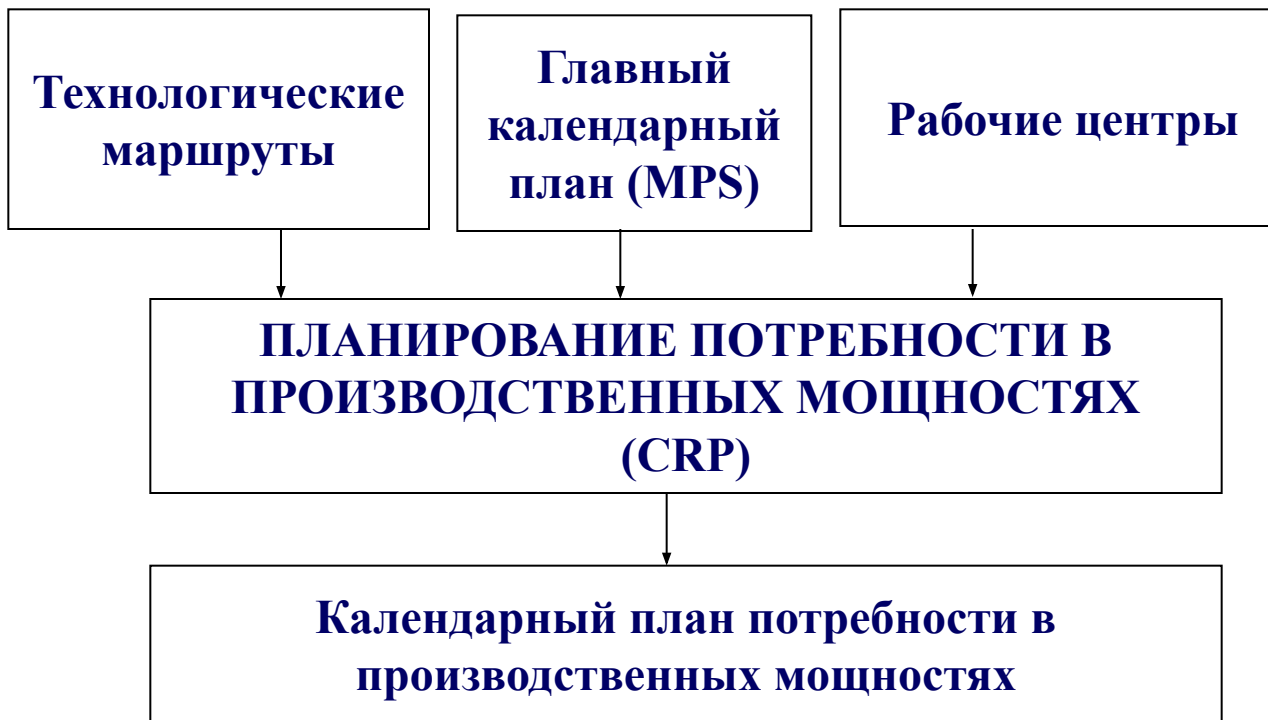 Технологические
маршруты
Главный
календарный
план (MPS)
Рабочие центры
ПЛАНИРОВАНИЕ ПОТРЕБНОСТИ В
ПРОИЗВОДСТВЕННЫХ МОЩНОСТЯХ
(CRP)
Календарный план потребности в
производственных мощностях